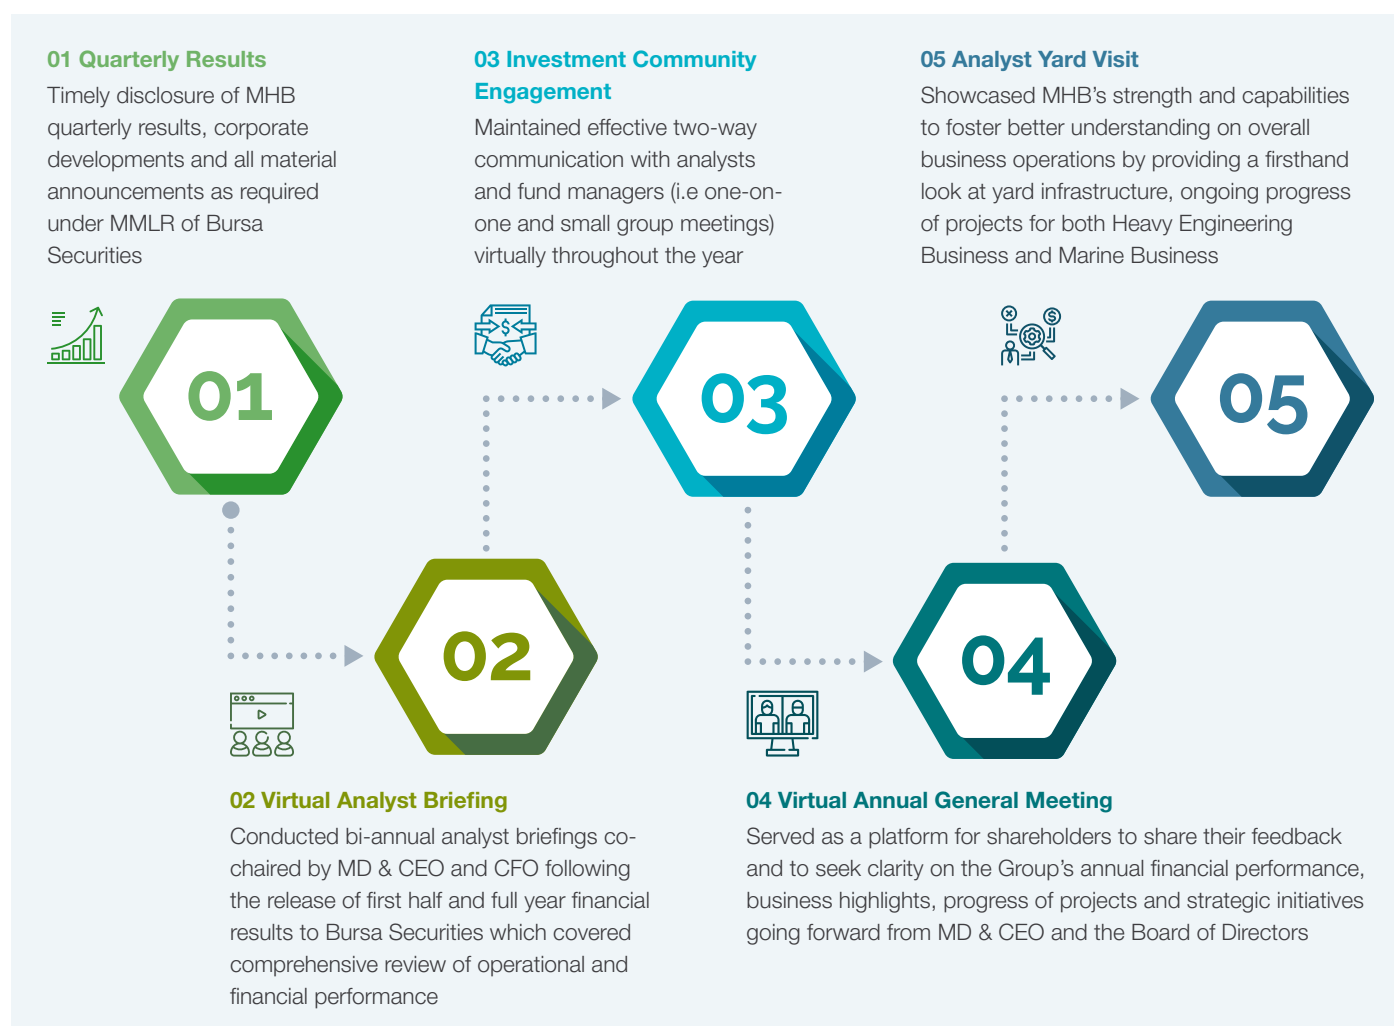 01 Quarterly Results
Timely disclosure of MHB
quarterly results, corporate
developments and all material
announcements as required
under MMLR of Bursa
Securities
03 Investment Community
Engagement
Maintained effective two-way
communication with analysts
and fund managers (i.e one-on-
one and small group meetings)
virtually throughout the year
05 Analyst Yard Visit
Showcased MHB’s strength and capabilities
to foster better understanding on overall
business operations by providing a firsthand
look at yard infrastructure, ongoing progress
of projects for both Heavy Engineering
Business and Marine Business
01
03
05
02
04
02 Virtual Analyst Briefing
Conducted bi-annual analyst briefings co-
chaired by MD & CEO and CFO following
the release of first half and full year financial
results to Bursa Securities which covered
comprehensive review of operational and
financial performance
04 Virtual Annual General Meeting
Served as a platform for shareholders to share their feedback
and to seek clarity on the Group’s annual financial performance,
business highlights, progress of projects and strategic initiatives
going forward from MD & CEO and the Board of Directors